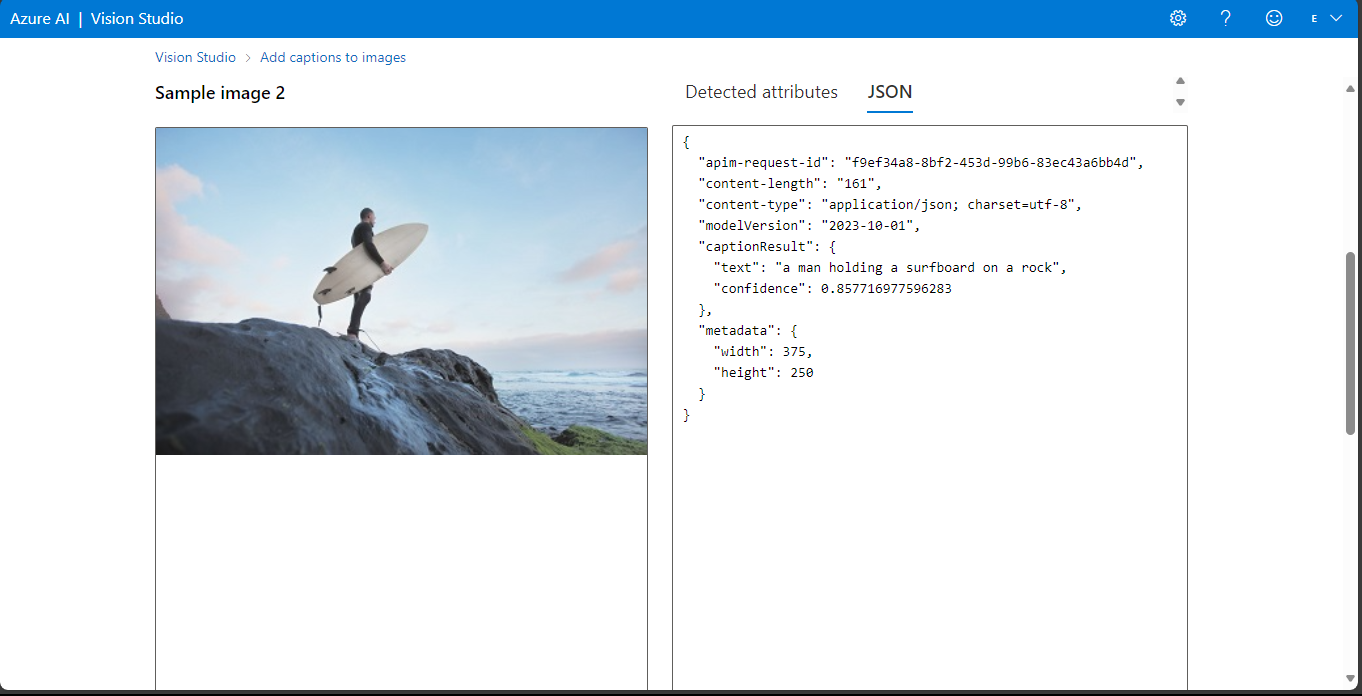 Azure AI | Vision Studio
E
Vision Studio > Add captions to images
Sample image 2
Detected attributes
JSON
{
"apim-request-id": "f9ef34a8-8bf2-453d-99b6-83ec43a6bb4d",
"content-length": "161",
"content-type": "application/json; charset=utf-8",
"modelVersion": "2023-10-01",
"captionResult": {
"text": "a man holding a surfboard on a rock",
"confidence": 0.857716977596283
},
"metadata": {
"width": 375,
"height": 250
}
}